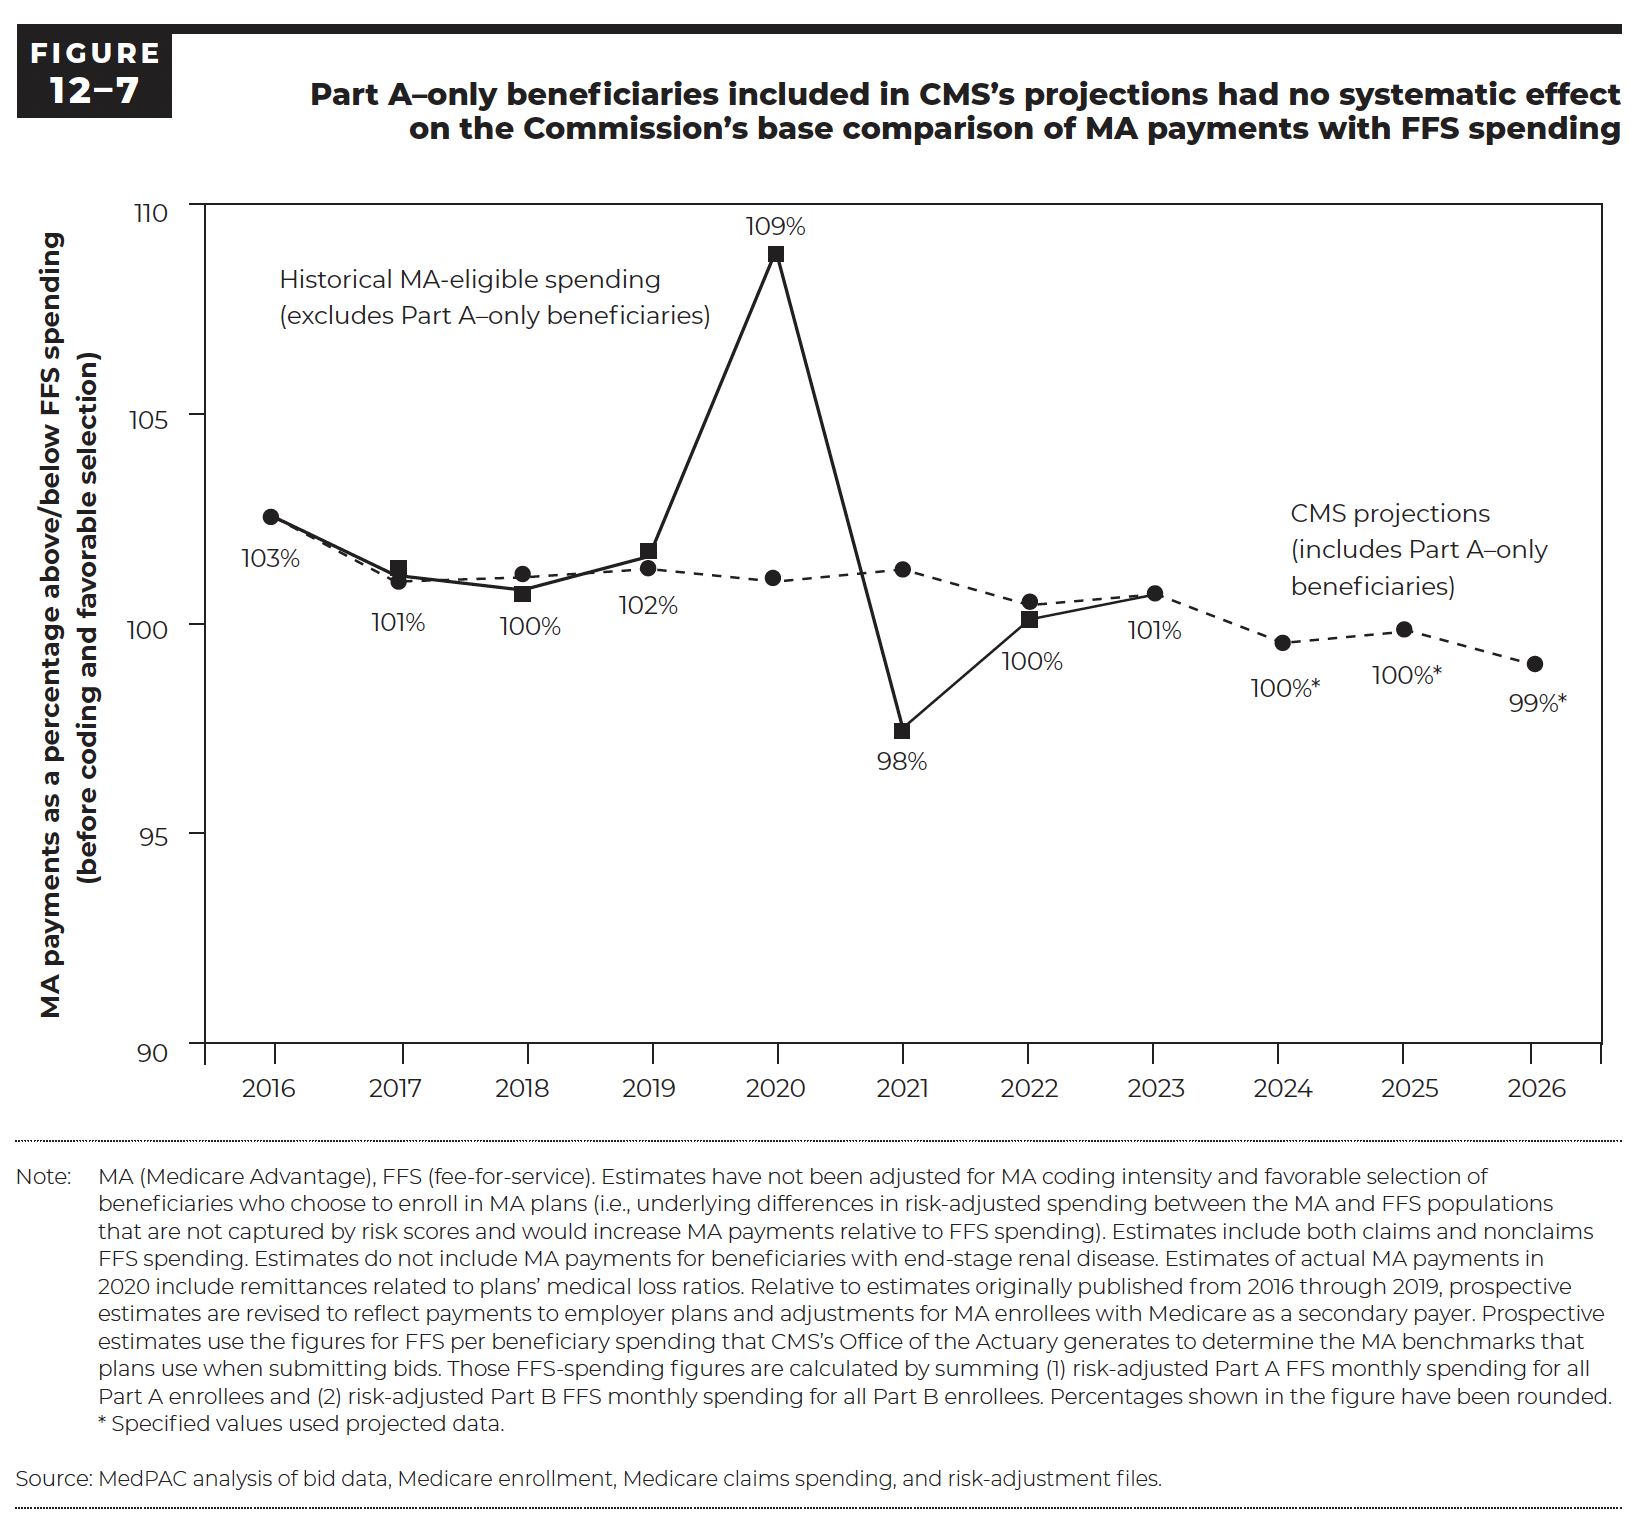 FIGURE
12–7
Part A–only beneficiaries included in CMS’s projections had no systematic effect
on the Commission’s base comparison of MA payments with FFS spending
MA payments as a percentage above/below FFS spending
(before coding and favorable selection)
110
105
100
95
90
Historical MA-eligible spending
(excludes Part A–only beneficiaries)
CMS projections
(includes Part A–only
beneficiaries)
103%
101%
100%
102%
109%
98%
100%
101%
100%*
100%*
99%*
2016
2017
2018
2019
2020
2021
2022
2023
2024
2025
2026
Note: MA (Medicare Advantage), FFS (fee-for-service). Estimates have not been adjusted for MA coding intensity and favorable selection of
beneficiaries who choose to enroll in MA plans (i.e., underlying differences in risk-adjusted spending between the MA and FFS populations
that are not captured by risk scores and would increase MA payments relative to FFS spending). Estimates include both claims and nonclaims
FFS spending. Estimates do not include MA payments for beneficiaries with end-stage renal disease. Estimates of actual MA payments in
2020 include remittances related to plans’ medical loss ratios. Relative to estimates originally published from 2016 through 2019, prospective
estimates are revised to reflect payments to employer plans and adjustments for MA enrollees with Medicare as a secondary payer. Prospective
estimates use the figures for FFS per beneficiary spending that CMS’s Office of the Actuary generates to determine the MA benchmarks that
plans use when submitting bids. Those FFS-spending figures are calculated by summing (1) risk-adjusted Part A FFS monthly spending for all
Part A enrollees and (2) risk-adjusted Part B FFS monthly spending for all Part B enrollees. Percentages shown in the figure have been rounded.
* Specified values used projected data.
Source: MedPAC analysis of bid data, Medicare enrollment, Medicare claims spending, and risk-adjustment files.